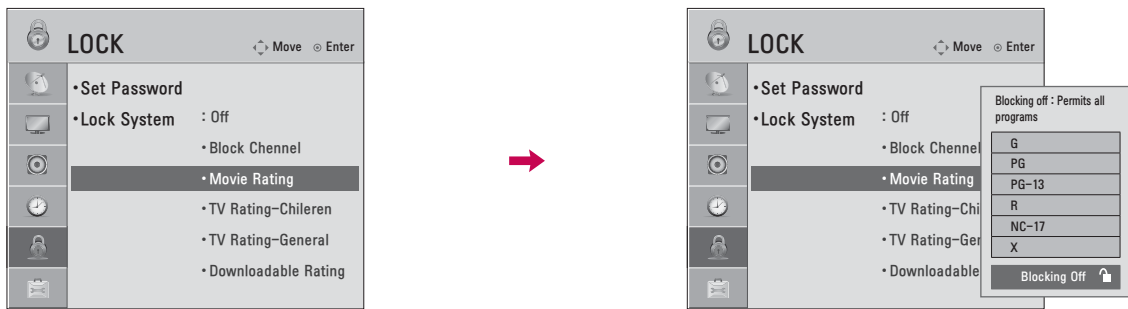 LOCK
Move Enter
•Set Password
•Lock System : Off
• Block Channel
• Movie Rating
• TV Rating-Chileren
• TV Rating-General
• Downloadable Rating
LOCK
Move Enter
•Set Password
•Lock System : Off
• Block Channel
• Movie Rating
• TV Rating-Chi
• TV Rating-Ger
• Downloadable
Blocking off : Permits all
programs
G
PG
PG-13
R
NC-17
X
Blocking Off